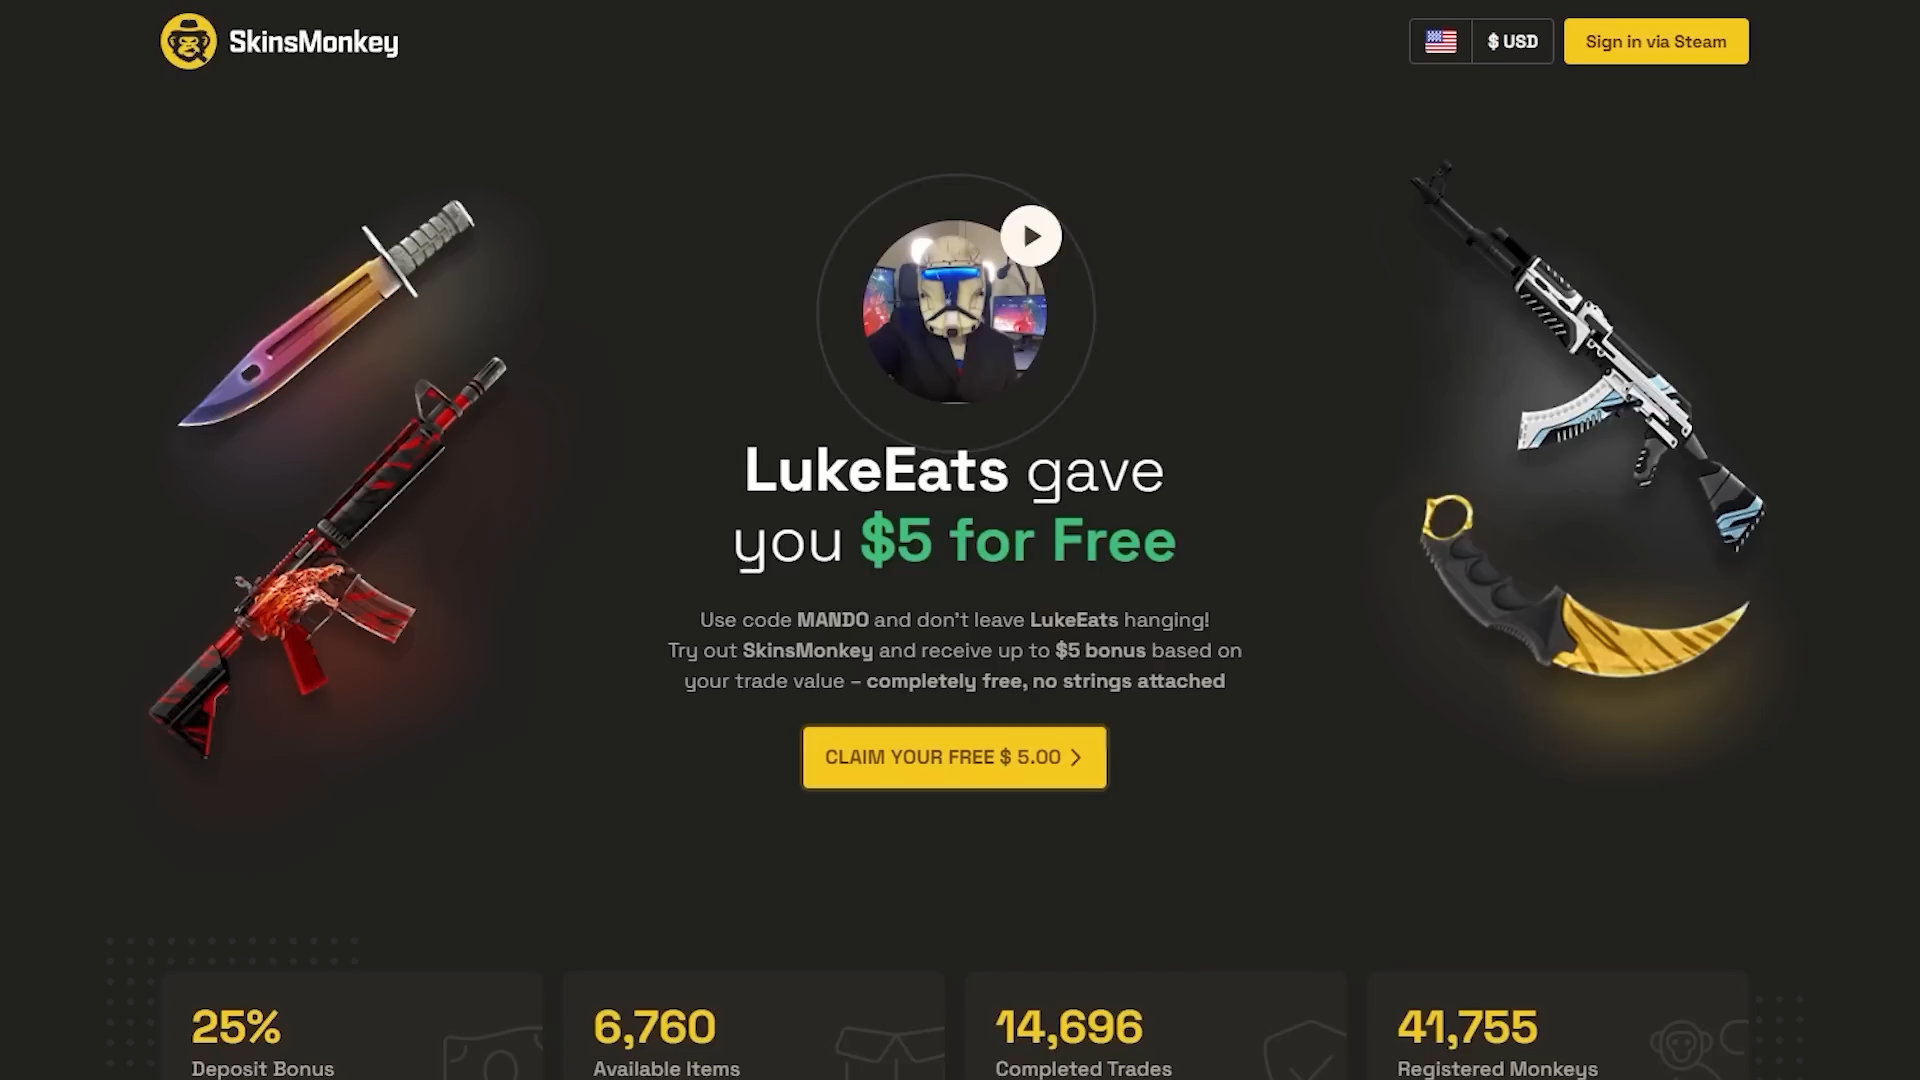 SkinsMonkey
$ USD
Sign in via Steam
LukeEats gave
you $5 for Free
Use code MANDO and don't leave LukeEats hanging!
Try out SkinsMonkey and receive up to $5 bonus based on
your trade value – completely free, no strings attached
CLAIM YOUR FREE $ 5.00
25%
Deposit Bonus
6,760
Available Items
14,696
Completed Trades
41,755
Registered Monkeys